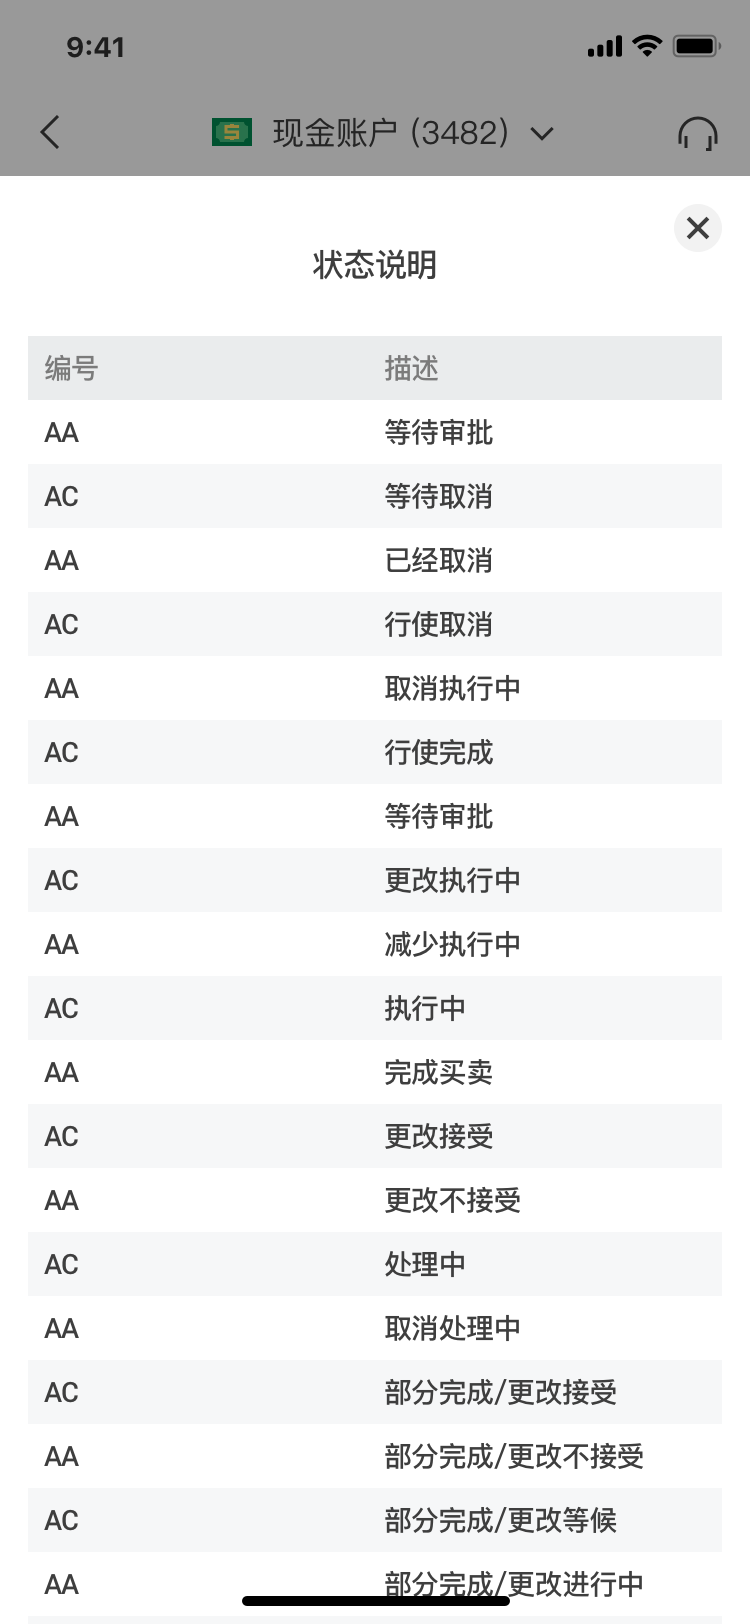 9:41
现金账户 (3482)
状态说明
编号 描述
AA 等待审批
AC 等待取消
AA 已经取消
AC 行使取消
AA 取消执行中
AC 行使完成
AA 等待审批
AC 更改执行中
AA 减少执行中
AC 执行中
AA 完成买卖
AC 更改接受
AA 更改不接受
AC 处理中
AA 取消处理中
AC 部分完成/更改接受
AA 部分完成/更改不接受
AC 部分完成/更改等候
AA 部分完成/更改进行中